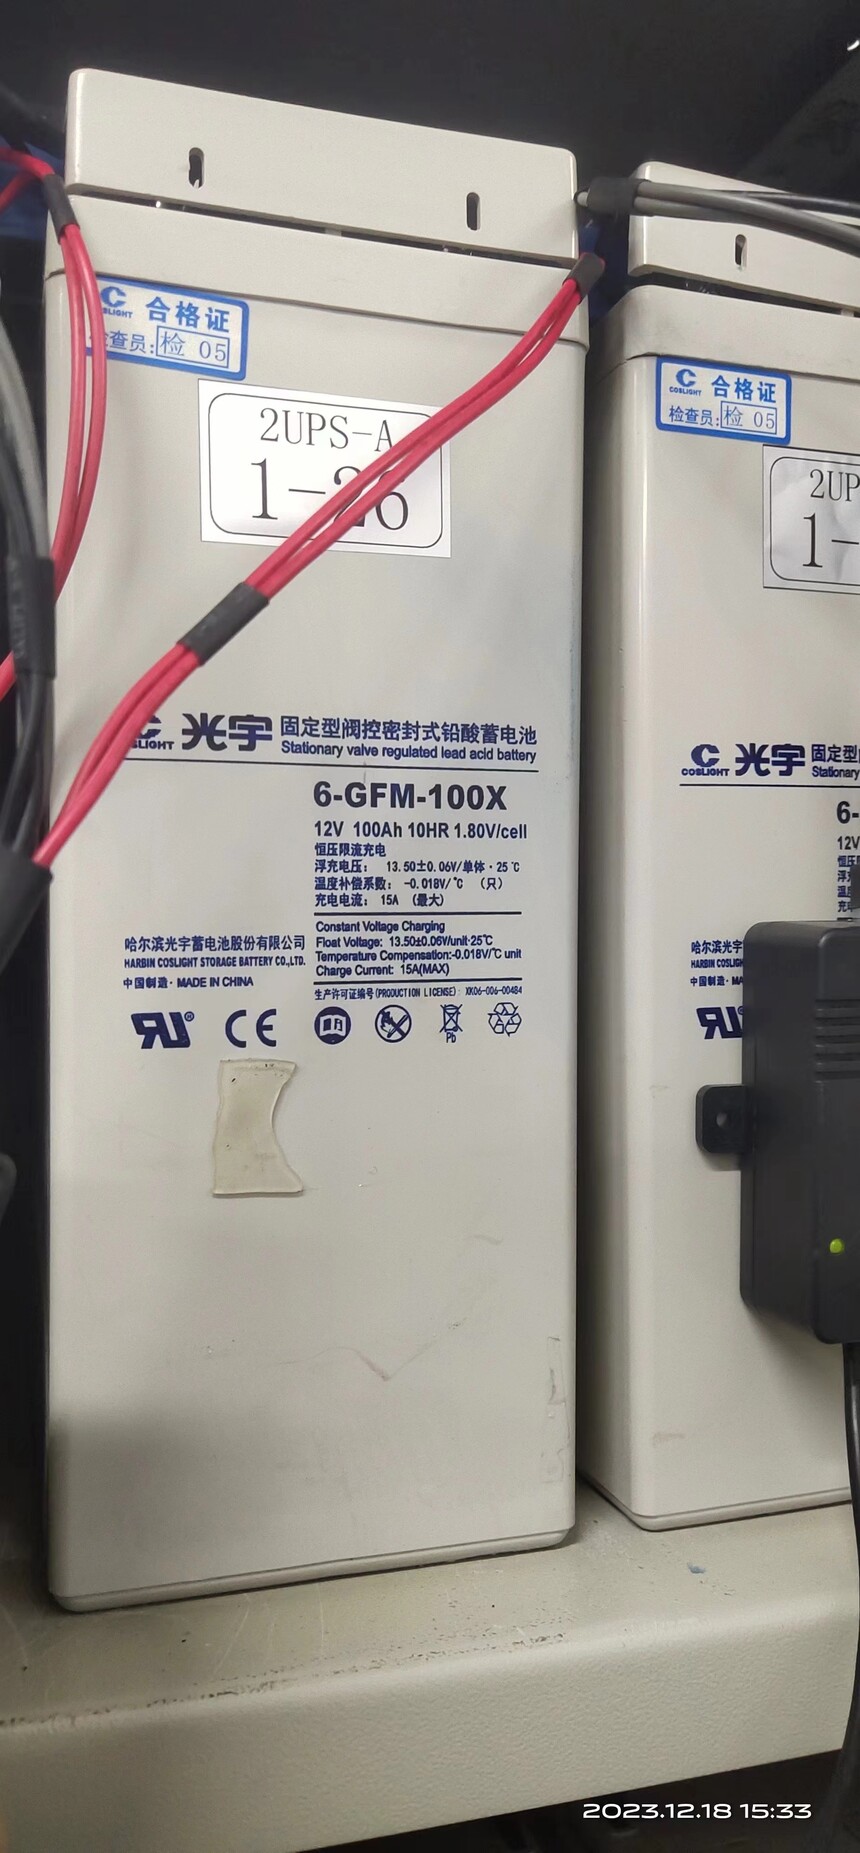 COSLIGHT 合格证
检查员: 检 05
2UPS-A
1-26
光宇 固定型阀控密封式铅酸蓄电池
Stationary valve regulated lead acid battery
6-GFM-100X
12V 100Ah 10HR 1.80V/cell
恒压限流充电
浮充电压: 13.50±0.06V/单体·25℃
温度补偿系数: -0.018V/℃ (只)
充电电流: 15A (最大)
Constant Voltage Charging
Float Voltage: 13.50±0.06V/unit·25℃
Temperature Compensation:-0.018V/℃ unit
Charge Current: 15A(MAX)
生产许可证编号(PRODUCTION LICENSE): XK06-006-00484
哈尔滨光宇蓄电池股份有限公司
HARBIN COSLIGHT STORAGE BATTERY CO.,LTD.
中国制造·MADE IN CHINA
CE
Pb
COSLIGHT 合格证
检查员: 检 05
2UP
1-
COSLIGHT 光宇 固定型
Stationary
6-
12V
哈尔滨光宇
HARBIN COSLIGH
中国制造·MA
2023.12.18 15:33